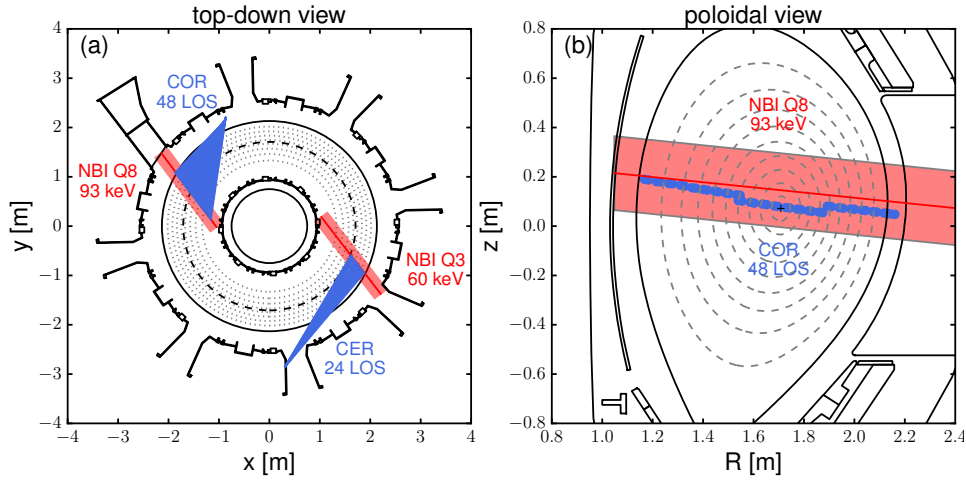 top-down view
(a)
COR
48 LOS
NBI Q8
93 keV
NBI Q3
60 keV
CER
24 LOS
4
3
2
1
0
−1
−2
−3
−4
y [m]
−4 −3 −2 −1 0 1 2 3 4
x [m]
poloidal view
(b)
NBI Q8
93 keV
COR
48 LOS
0.8
0.6
0.4
0.2
0.0
−0.2
−0.4
−0.6
−0.8
z [m]
0.8 1.0 1.2 1.4 1.6 1.8 2.0 2.2 2.4
R [m]